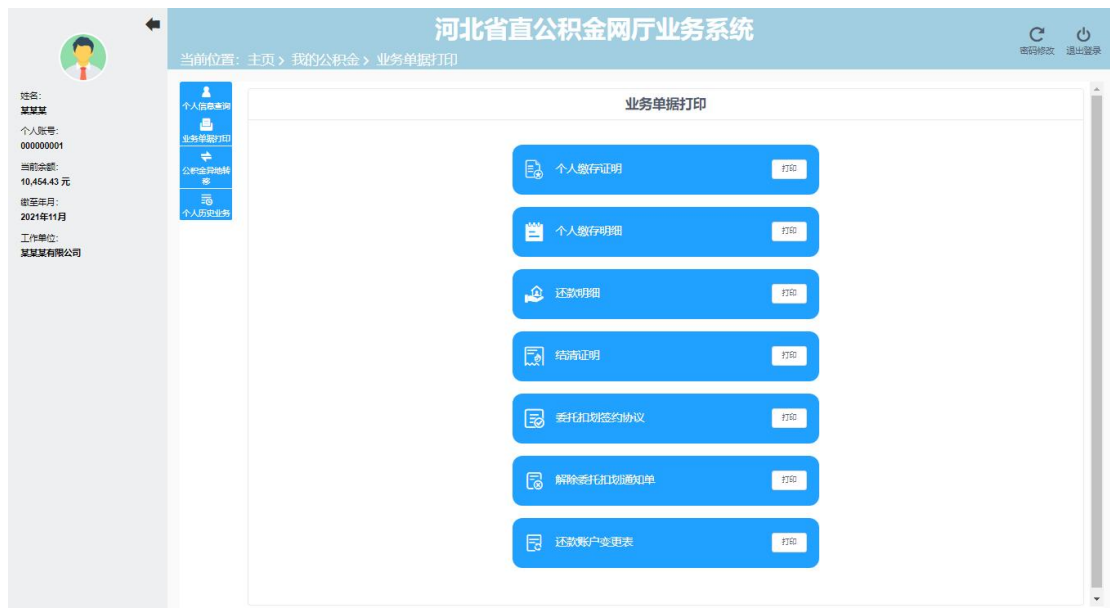 河北省直公积金网厅业务系统
当前位置：主页 > 我的公积金 > 业务单据打印
密码修改 退出登录
姓名:
某某某
个人账号:
000000001
当前余额:
10,454.43 元
缴至年月:
2021年11月
工作单位:
某某某有限公司
个人信息查询
业务单据打印
公积金异地转
移
个人历史业务
业务单据打印
个人缴存证明 打印
个人缴存明细 打印
还款明细 打印
结清证明 打印
委托扣划签约协议 打印
解除委托扣划通知单 打印
还款账户变更表 打印